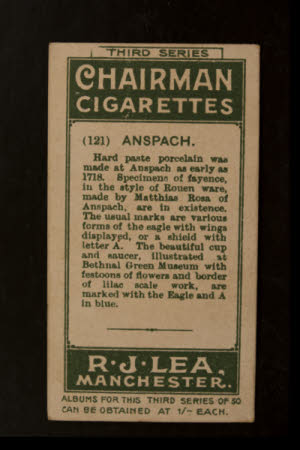 THIRD SERIES
CHAIRMAN
CIGARETTES
(121) ANSPACH.
Hard paste porcelain was
made at Anspach as early as
1718. Specimens of fayence,
in the style of Rouen ware,
made by Matthias Rosa of
Anspach, are in existence.
The usual marks are various
forms of the eagle with wings
displayed, or a shield with
letter A. The beautiful cup
and saucer, illustrated at
Bethnal Green Museum with
festoons of flowers and border
of lilac scale work, are
marked with the Eagle and A
in blue.
R·J·LEA,
MANCHESTER.
ALBUMS FOR THIS THIRD SERIES OF 50
CAN BE OBTAINED AT 1/- EACH.